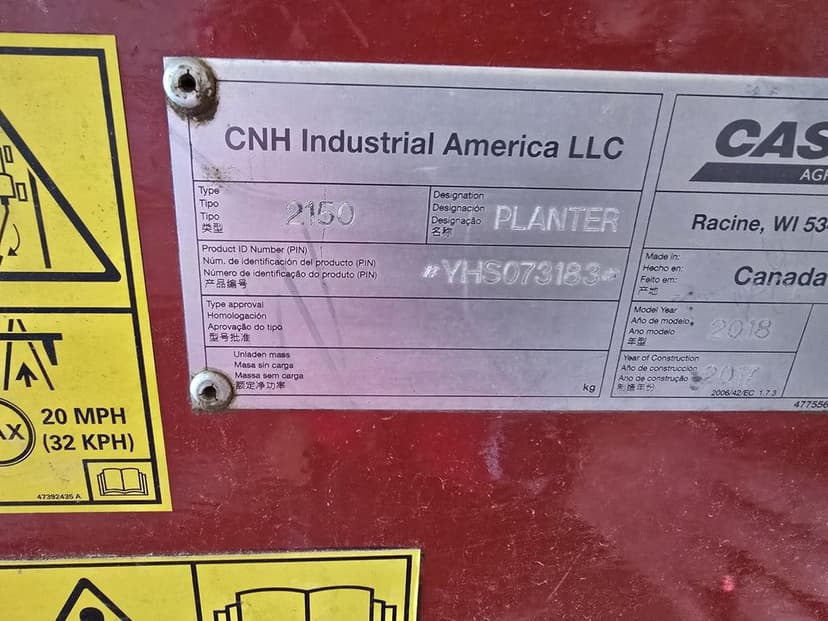 CNH Industrial America LLC
Type
Tipo
Tipo
类型
2150
Designation
Designación
Designação
名称
PLANTER
Product ID Number (PIN)
Núm. de identificación del producto (PIN)
Número de identificação do produto (PIN)
产品编号
*YHS073183*
Type approval
Homologación
Aprovação do tipo
型号批准
Unladen mass
Masa sin carga
Massa sem carga
额定净功率
kg
CAS
AGR
Racine, WI 534
Made in:
Hecho en:
Feito em:
产地
Canada
Model Year
Año de modelo
Ano modelo
年型
2018
Year of Construction
Año de construcción
Ano de construção
制造年份
2017
2006/42/EC 1.7.3
477556
AX
20 MPH
(32 KPH)
47392435 A